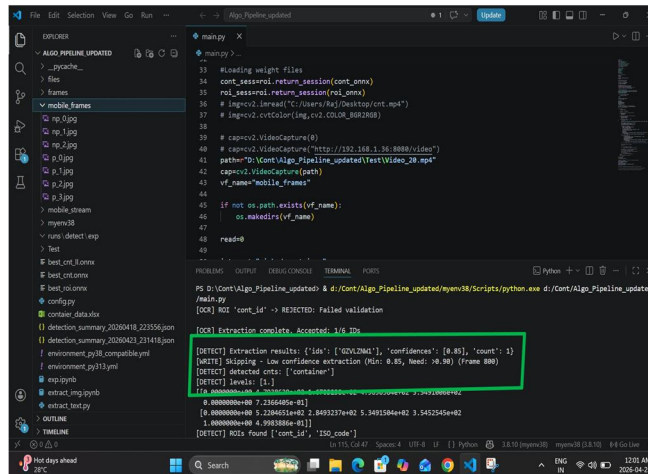 File Edit Selection View Go Run ...
Algo_Pipeline_updated
Update
EXPLORER
ALGO_PIPELINE_UPDATED
> __pycache__
> files
> frames
mobile_frames
np_0.jpg
np_1.jpg
np_2.jpg
p_0.jpg
p_1.jpg
p_2.jpg
p_3.jpg
> mobile_stream
> myenv38
> runs\detect\exp
> Test
best_cnt_ll.onnx
best_cnt.onnx
best_roi.onnx
config.py
contaier_data.xlsx
detection_summary_20260418_223556.json
detection_summary_20260423_231418.json
environment_py38_compatible.yml
environment_py39.yml
exp.ipynb
extract_img.ipynb
extract_text.py
> OUTLINE
> TIMELINE
main.py X
main.py > ...
33 #Loading weight files
34 cont_sess=roi.return_session(cont_onnx)
35 roi_sess=roi.return_session(roi_onnx)
36 # img=cv2.imread("C:/Users/Raj/Desktop/cnt.mp4")
37 # img=cv2.cvtColor(img,cv2.COLOR_BGR2RGB)
38
39 # cap=cv2.VideoCapture(0)
40 # cap=cv2.VideoCapture("http://192.168.1.36:8080/video")
41 path=r"D:\Cont\Algo_Pipeline_updated\Test\Video_20.mp4"
42 cap=cv2.VideoCapture(path)
43 vf_name="mobile_frames"
44
45 if not os.path.exists(vf_name):
46 os.makedirs(vf_name)
47
48 read=0
49
PROBLEMS OUTPUT DEBUG CONSOLE TERMINAL PORTS
Python
PS D:\Cont\Algo_Pipeline_updated> & d:/Cont/Algo_Pipeline_updated/myenv38/Scripts/python.exe d:/Cont/Algo_Pipeline_update
/main.py
[OCR] ROI 'cont_id' -> REJECTED: Failed validation
[OCR] Extraction complete. Accepted: 1/6 IDs
[DETECT] Extraction results: {'ids': ['GZVLZNW1'], 'confidences': [0.85], 'count': 1}
[WRITE] Skipping - Low confidence extraction (Min: 0.85, Need: >0.90) (Frame 800)
[DETECT] detected cnts: ['container']
[DETECT] levels: [1.]
0.0000000e+00 7.2366405e-01]
[0.0000000e+00 5.2204651e+02 2.8493237e+02 5.3491504e+02 3.5452545e+02
1.0000000e+00 4.9983886e-01]]
[DETECT] ROIs found ['cont_id', 'ISO_code']
Ln 115, Col 47 Spaces: 4 UTF-8 LF {} Python 3.8.10 (myenv38) myenv38 (3.8.10) Go Live
Hot days ahead
28°C
Search
ENG
IN
12:01 AM